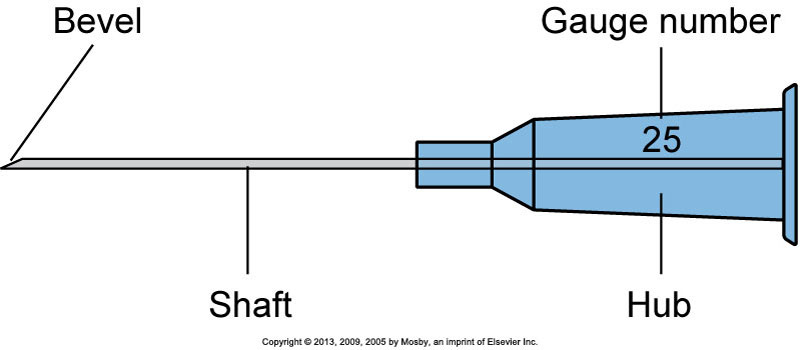 Bevel
Gauge number
25
Shaft
Hub
Copyright © 2013, 2009, 2005 by Mosby, an imprint of Elsevier Inc.